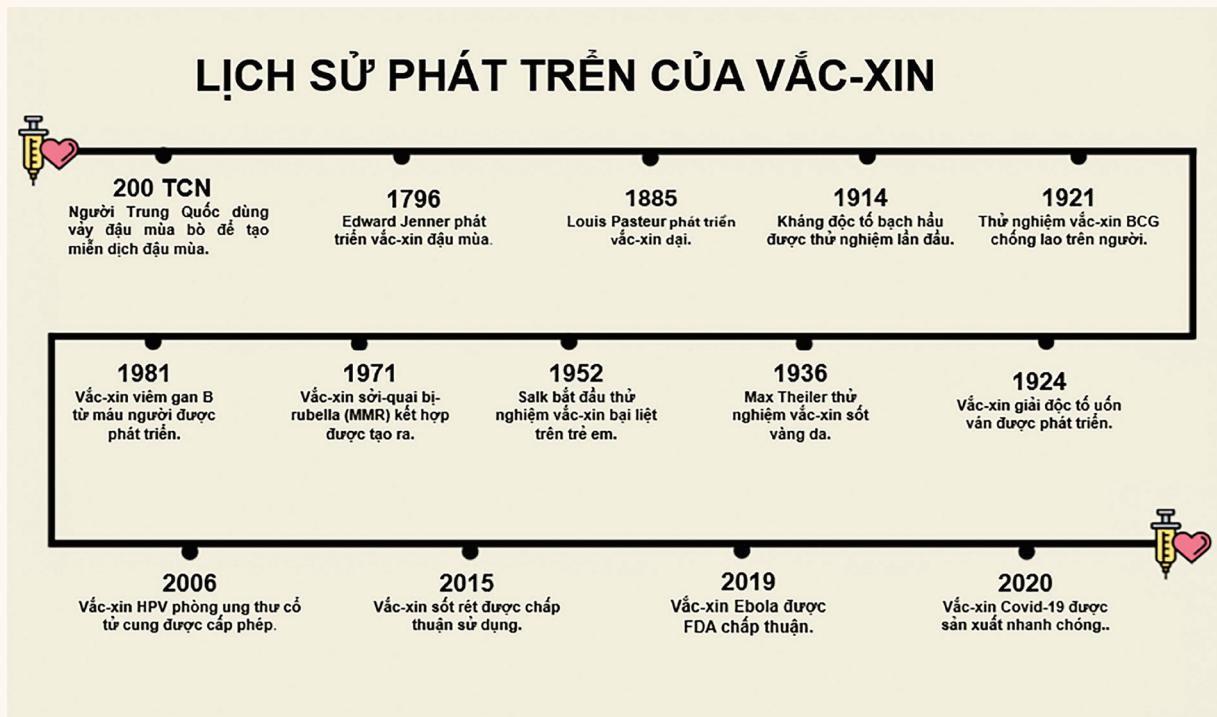 LỊCH SỬ PHÁT TRỂN CỦA VẮC-XIN
200 TCN
Người Trung Quốc dùng
vảy đậu mùa bò để tạo
miễn dịch đậu mùa.
1796
Edward Jenner phát
triển vắc-xin đậu mùa.
1885
Louis Pasteur phát triển
vắc-xin dại.
1914
Kháng độc tố bạch hầu
được thử nghiệm lần đầu.
1921
Thử nghiệm vắc-xin BCG
chống lao trên người.
1924
Vắc-xin giải độc tố uốn
ván được phát triển.
1936
Max Theiler thử
nghiệm vắc-xin sốt
vàng da.
1952
Salk bắt đầu thử
nghiệm vắc-xin bại liệt
trên trẻ em.
1971
Vắc-xin sởi-quai bị-
rubella (MMR) kết hợp
được tạo ra.
1981
Vắc-xin viêm gan B
từ máu người được
phát triển.
2006
Vắc-xin HPV phòng ung thư cổ
tử cung được cấp phép.
2015
Vắc-xin sốt rét được chấp
thuận sử dụng.
2019
Vắc-xin Ebola được
FDA chấp thuận.
2020
Vắc-xin Covid-19 được
sản xuất nhanh chóng..